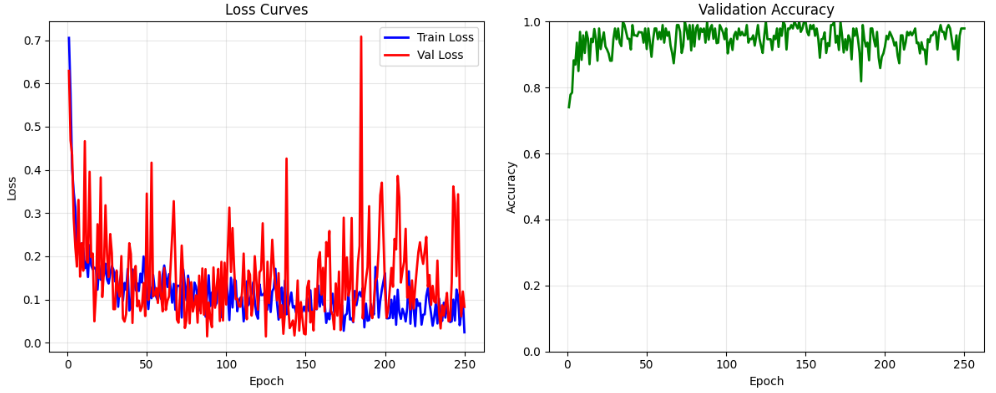 Loss Curves
Train Loss
Val Loss
0.7
0.6
0.5
0.4
0.3
0.2
0.1
0.0
Loss
0 50 100 150 200 250
Epoch
Validation Accuracy
1.0
0.8
0.6
0.4
0.2
0.0
Accuracy
0 50 100 150 200 250
Epoch